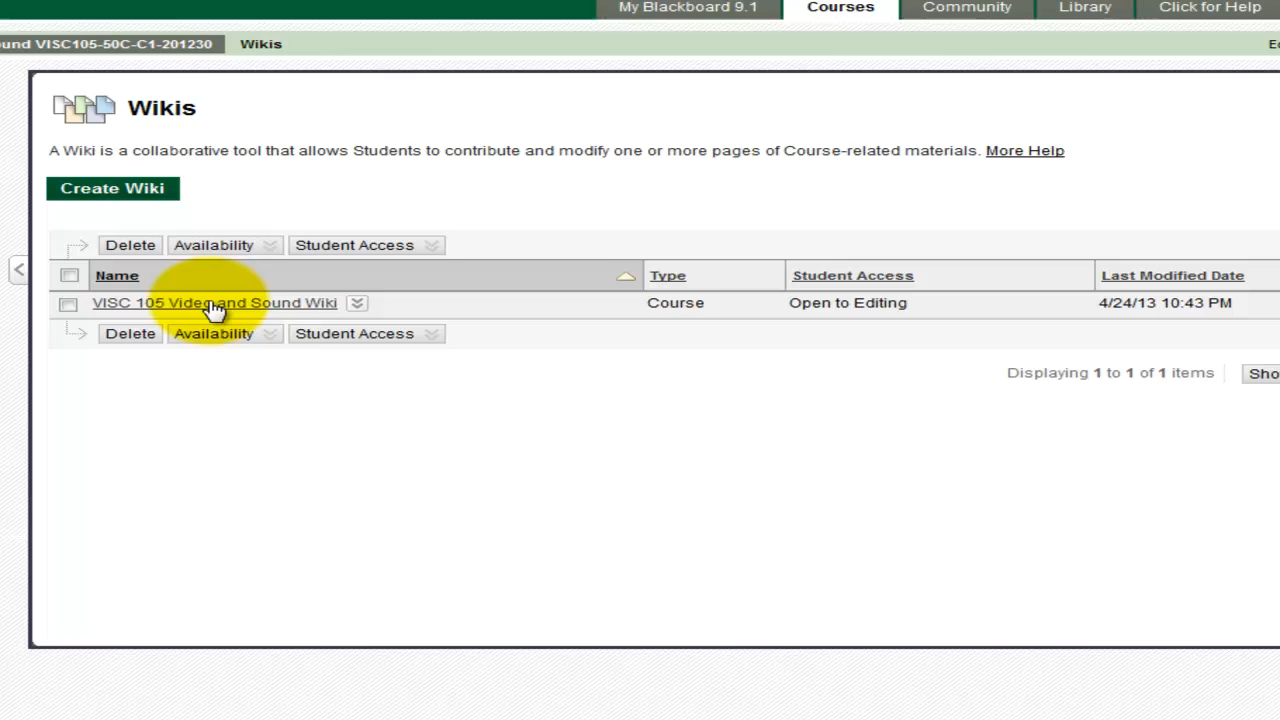 My Blackboard 9.1 Courses Community Library Click for Help
und VISC105-50C-C1-201230 Wikis
Wikis
A Wiki is a collaborative tool that allows Students to contribute and modify one or more pages of Course-related materials. More Help
Create Wiki
Delete Availability Student Access
Name Type Student Access Last Modified Date
VISC 105 Video and Sound Wiki Course Open to Editing 4/24/13 10:43 PM
Delete Availability Student Access
Displaying 1 to 1 of 1 items Sho